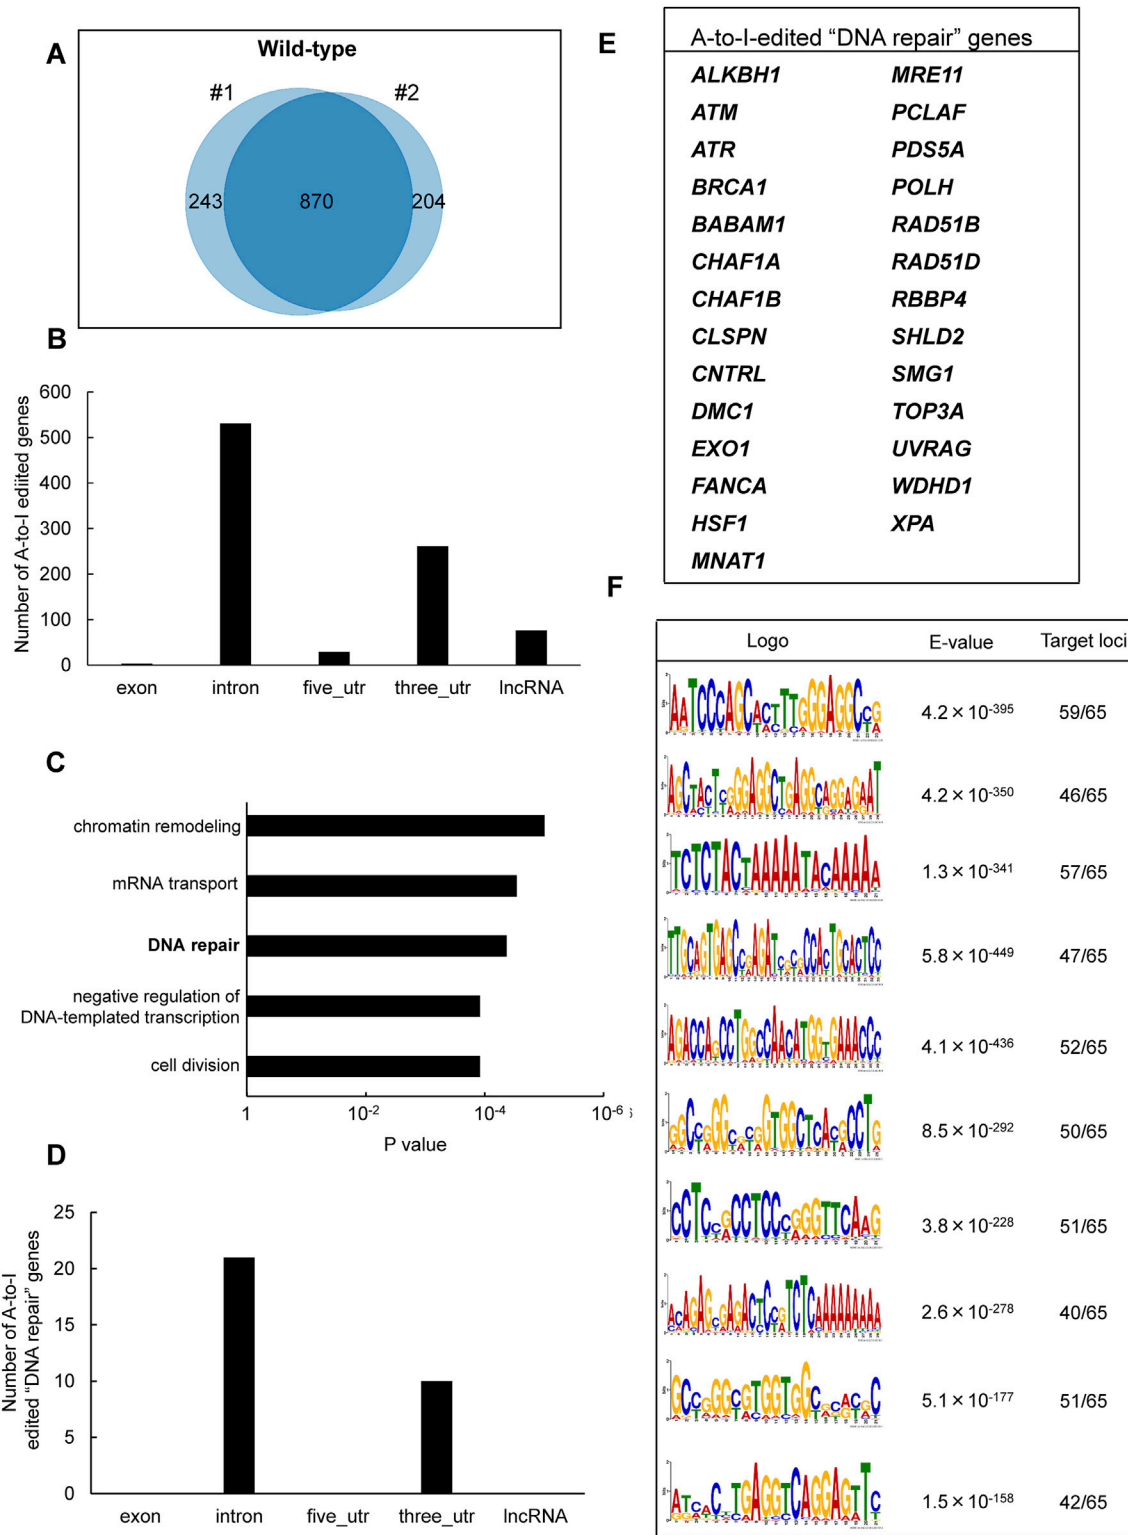 A
Wild-type
#1
#2
243
870
204
B
Number of A-to-I ediited genes
600
500
400
300
200
100
0
exon
intron
five_utr
three_utr
lncRNA
C
chromatin remodeling
mRNA transport
DNA repair
negative regulation of
DNA-templated transcription
cell division
1
10-2
10-4
10-6
P value
D
Number of A-to-I
edited “DNA repair” genes
25
20
15
10
5
0
exon
intron
five_utr
three_utr
lncRNA
E
A-to-I-edited “DNA repair” genes
ALKBH1 MRE11
ATM PCLAF
ATR PDS5A
BRCA1 POLH
BABAM1 RAD51B
CHAF1A RAD51D
CHAF1B RBBP4
CLSPN SHLD2
CNTRL SMG1
DMC1 TOP3A
EXO1 UVRAG
FANCA WDHD1
HSF1 XPA
MNAT1
F
Logo E-value Target loci
4.2 × 10-395 59/65
4.2 × 10-350 46/65
1.3 × 10-341 57/65
5.8 × 10-449 47/65
4.1 × 10-436 52/65
8.5 × 10-292 50/65
3.8 × 10-228 51/65
2.6 × 10-278 40/65
5.1 × 10-177 51/65
1.5 × 10-158 42/65